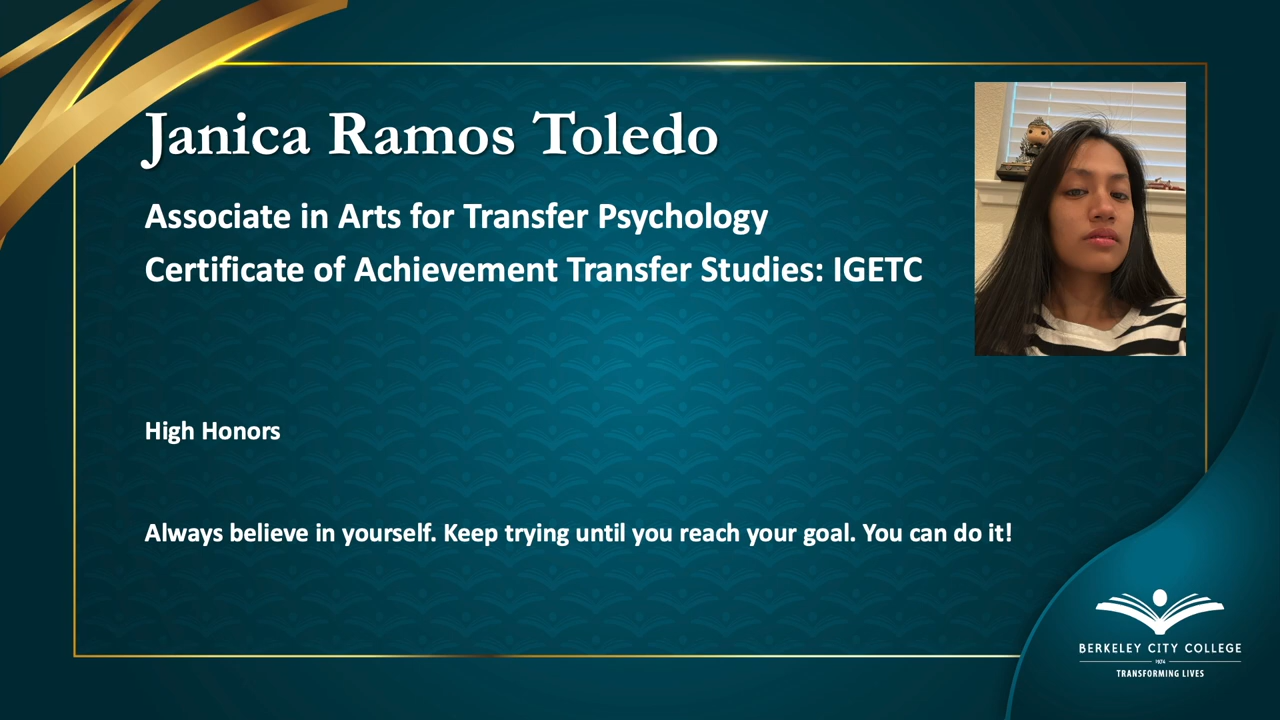 Janica Ramos Toledo
Associate in Arts for Transfer Psychology
Certificate of Achievement Transfer Studies: IGETC
High Honors
Always believe in yourself. Keep trying until you reach your goal. You can do it!
BERKELEY CITY COLLEGE
1974
TRANSFORMING LIVES